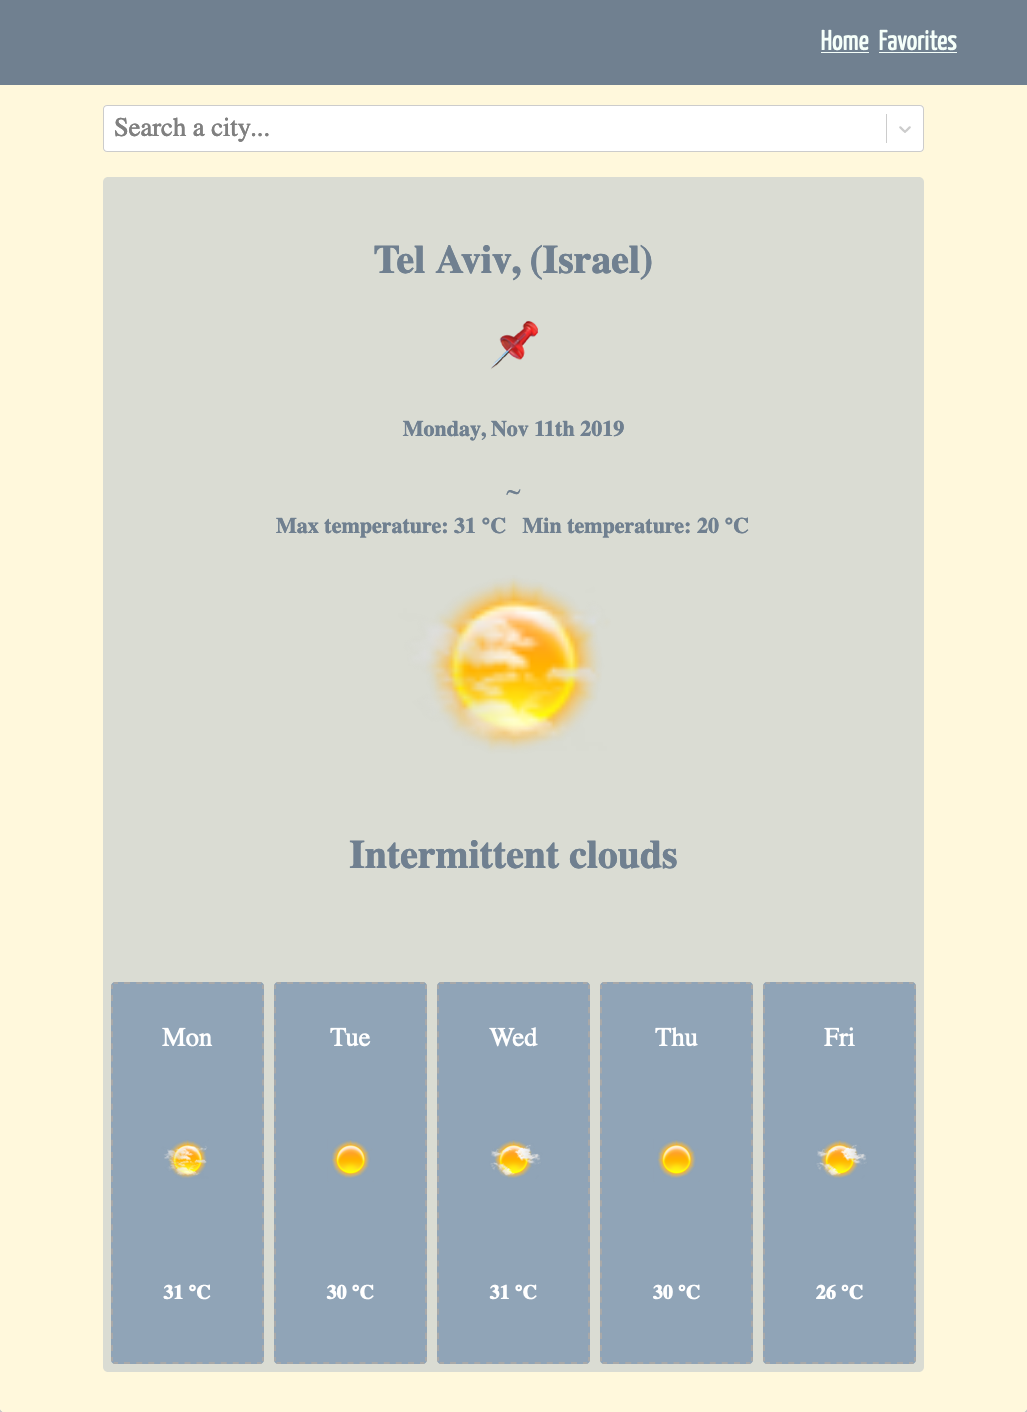 Home Favorites
Search a city...
Tel Aviv, (Israel)
Monday, Nov 11th 2019
~
Max temperature: 31 °C Min temperature: 20 °C
Intermittent clouds
Mon Tue Wed Thu Fri
31 °C 30 °C 31 °C 30 °C 26 °C